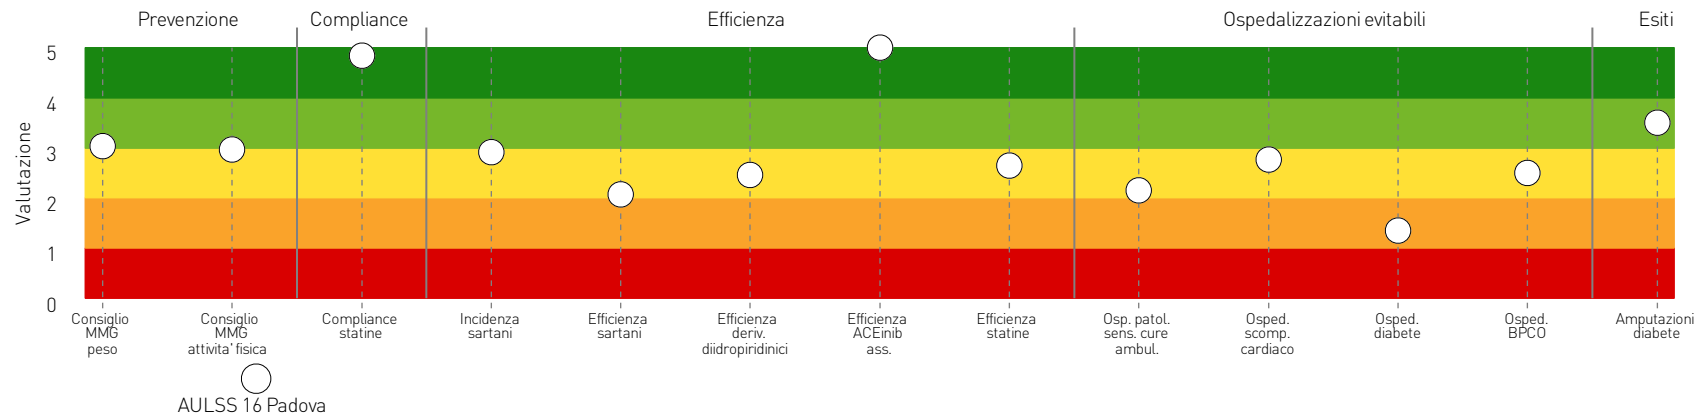 Prevenzione
Compliance
Efficienza
Ospedalizzazioni evitabili
Esiti
Valutazione
5
4
3
2
1
0
Consiglio
MMG
peso
Consiglio
MMG
attivita' fisica
Compliance
statine
Incidenza
sartani
Efficienza
sartani
Efficienza
deriv.
diidropiridinici
Efficienza
ACEinib
ass.
Efficienza
statine
Osp. patol.
sens. cure
ambul.
Osped.
scomp.
cardiaco
Osped.
diabete
Osped.
BPCO
Amputazioni
diabete
AULSS 16 Padova